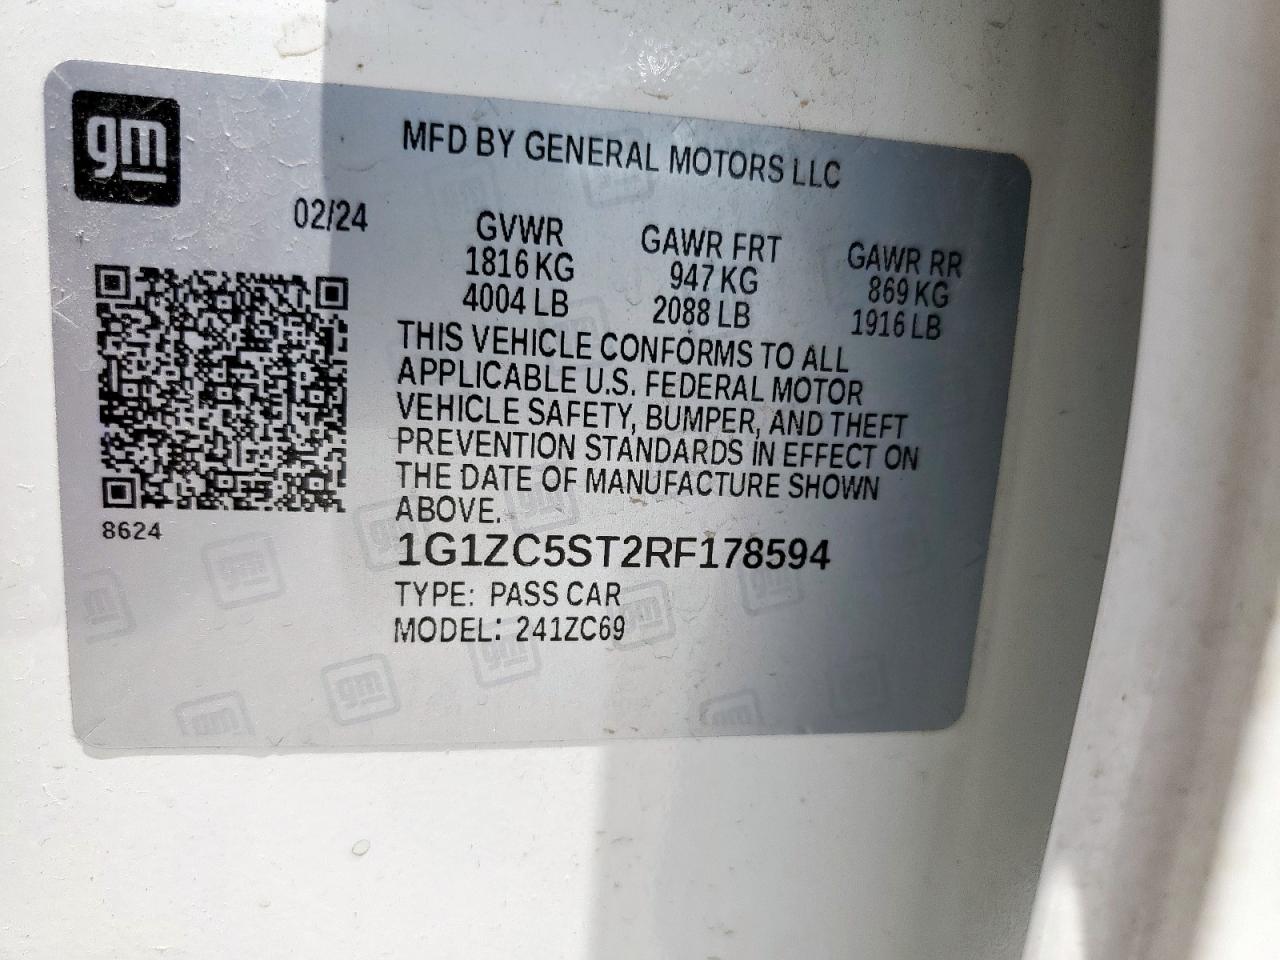 gm
MFD BY GENERAL MOTORS LLC
02/24
GVWR GAWR FRT GAWR RR
1816 KG 947 KG 869 KG
4004 LB 2088 LB 1916 LB
THIS VEHICLE CONFORMS TO ALL
APPLICABLE U.S. FEDERAL MOTOR
VEHICLE SAFETY, BUMPER, AND THEFT
PREVENTION STANDARDS IN EFFECT ON
THE DATE OF MANUFACTURE SHOWN
ABOVE.
8624
1G1ZC5ST2RF178594
TYPE: PASS CAR
MODEL: 241ZC69